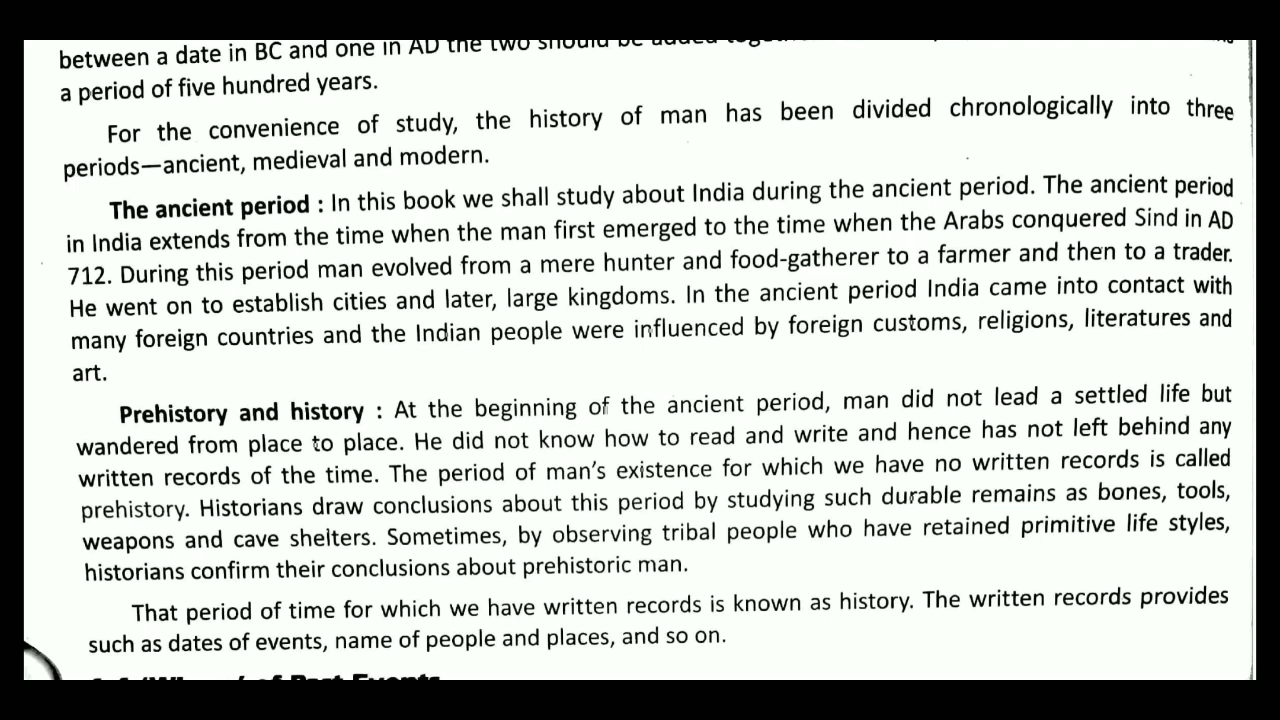 between a date in BC and one in AD the two should be added
a period of five hundred years.
For the convenience of study, the history of man has been divided chronologically into three
periods—ancient, medieval and modern.
The ancient period : In this book we shall study about India during the ancient period. The ancient period
in India extends from the time when the man first emerged to the time when the Arabs conquered Sind in AD
712. During this period man evolved from a mere hunter and food-gatherer to a farmer and then to a trader.
He went on to establish cities and later, large kingdoms. In the ancient period India came into contact with
many foreign countries and the Indian people were influenced by foreign customs, religions, literatures and
art.
Prehistory and history : At the beginning of the ancient period, man did not lead a settled life but
wandered from place to place. He did not know how to read and write and hence has not left behind any
written records of the time. The period of man's existence for which we have no written records is called
prehistory. Historians draw conclusions about this period by studying such durable remains as bones, tools,
weapons and cave shelters. Sometimes, by observing tribal people who have retained primitive life styles,
historians confirm their conclusions about prehistoric man.
That period of time for which we have written records is known as history. The written records provides
such as dates of events, name of people and places, and so on.
of Past Events